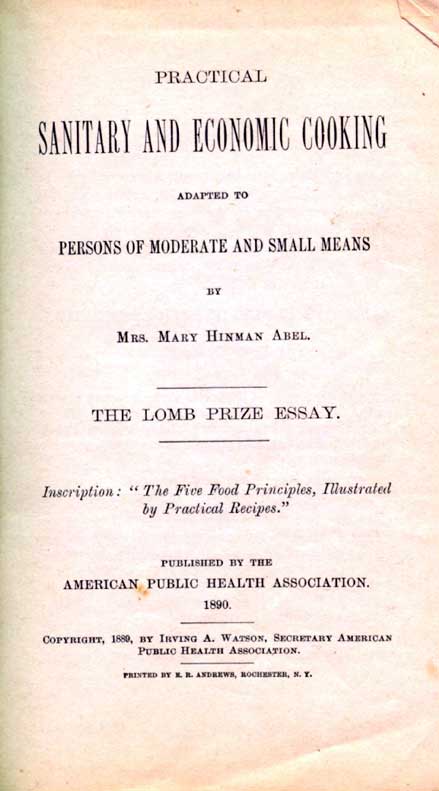 PRACTICAL
SANITARY AND ECONOMIC COOKING
ADAPTED TO
PERSONS OF MODERATE AND SMALL MEANS
BY
MRS. MARY HINMAN ABEL.
THE LOMB PRIZE ESSAY.
Inscription: “ The Five Food Principles, Illustrated
by Practical Recipes.”
PUBLISHED BY THE
AMERICAN PUBLIC HEALTH ASSOCIATION.
1890.
COPYRIGHT, 1889, BY IRVING A. WATSON, SECRETARY AMERICAN
PUBLIC HEALTH ASSOCIATION.
PRINTED BY E. R. ANDREWS, ROCHESTER, N. Y.